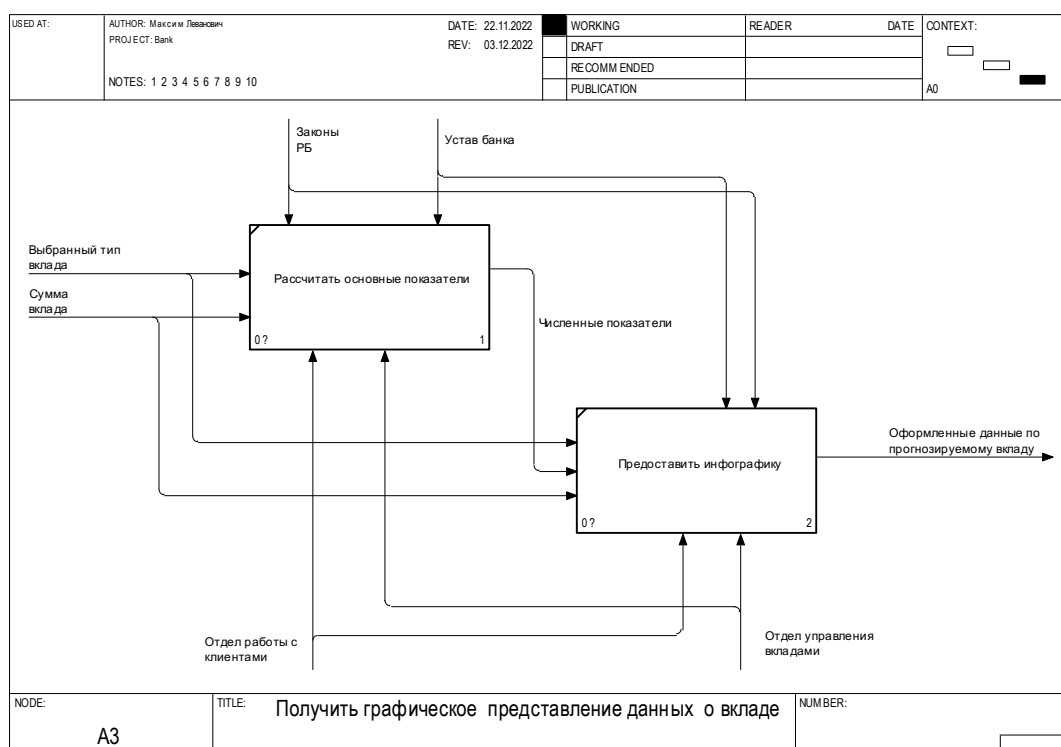 USED AT:
AUTHOR: Максим Леванович
DATE: 22.11.2022
WORKING
READER
DATE
CONTEXT:
PROJECT: Bank
REV: 03.12.2022
DRAFT
RECOMMENDED
NOTES: 1 2 3 4 5 6 7 8 9 10
PUBLICATION
A0
Законы
РБ
Устав банка
Выбранный тип
вклада
Рассчитать основные показатели
Сумма
вклада
0 ?
1
Численные показатели
Оформленные данные по
прогнозируемому вкладу
Предоставить инфографику
0 ?
2
Отдел работы с
клиентами
Отдел управления
вкладами
NODE:
TITLE:
Получить графическое представление данных о вкладе
NUMBER:
A3